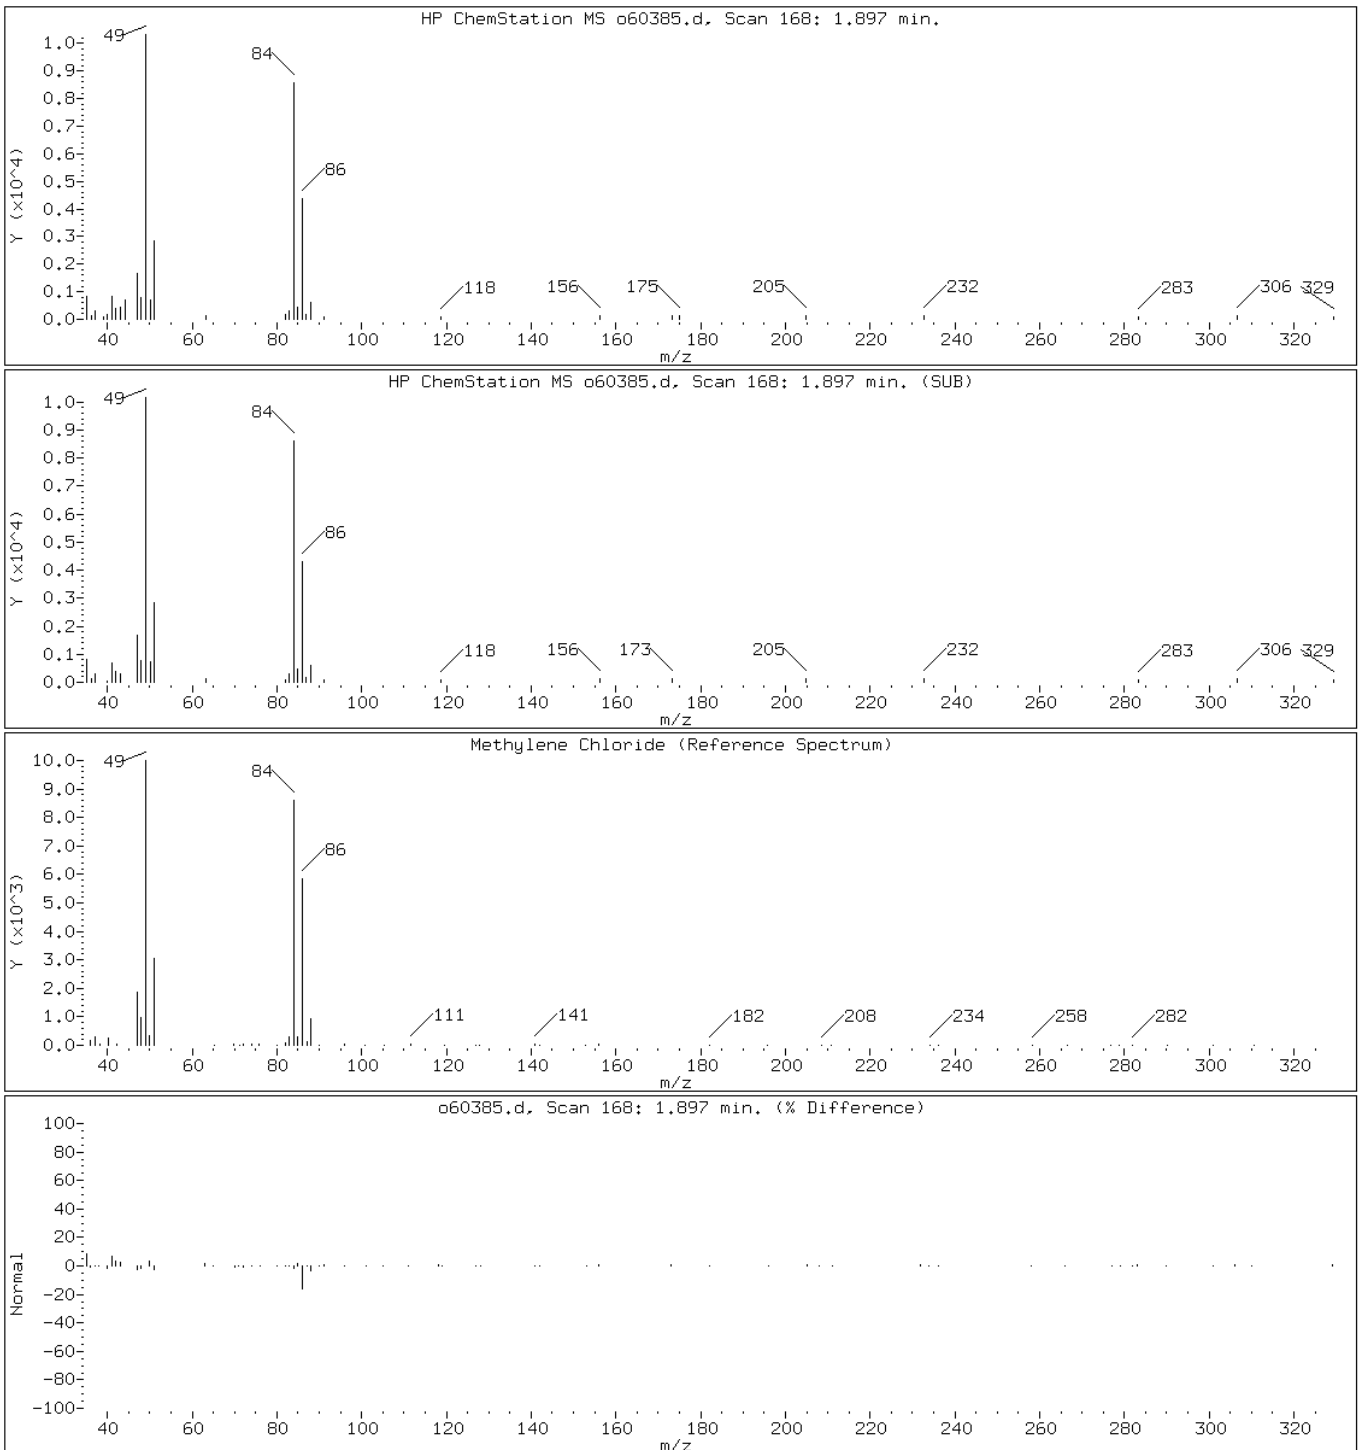 HP ChemStation MS o60385.d, Scan 168: 1.897 min.
49
84
86
118 156 175 205 232 283 306 329
1.0
0.9
0.8
0.7
0.6
0.5
0.4
0.3
0.2
0.1
0.0
Y (x10^4)
40 60 80 100 120 140 160 180 200 220 240 260 280 300 320
m/z
HP ChemStation MS o60385.d, Scan 168: 1.897 min. (SUB)
49
84
86
118 156 173 205 232 283 306 329
1.0
0.9
0.8
0.7
0.6
0.5
0.4
0.3
0.2
0.1
0.0
Y (x10^4)
40 60 80 100 120 140 160 180 200 220 240 260 280 300 320
m/z
Methylene Chloride (Reference Spectrum)
49
84
86
111 141 182 208 234 258 282
10.0
9.0
8.0
7.0
6.0
5.0
4.0
3.0
2.0
1.0
0.0
Y (x10^3)
40 60 80 100 120 140 160 180 200 220 240 260 280 300 320
m/z
o60385.d, Scan 168: 1.897 min. (% Difference)
100
80
60
40
20
0
-20
-40
-60
-80
-100
Normal
40 60 80 100 120 140 160 180 200 220 240 260 280 300 320
m/z